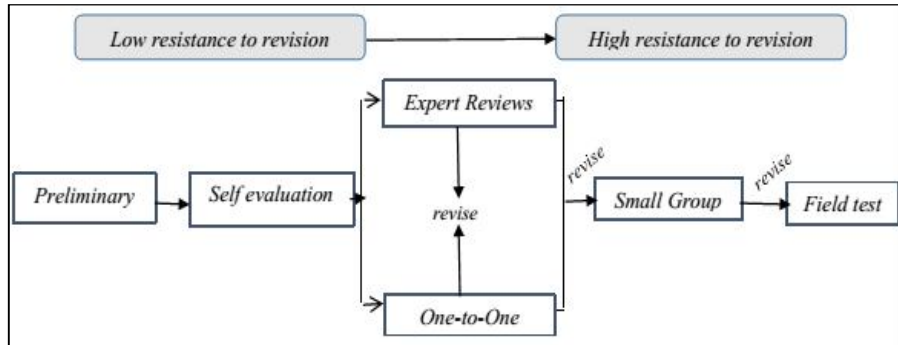 Low resistance to revision
High resistance to revision
Expert Reviews
Preliminary
Self evaluation
revise
revise
Small Group
revise
Field test
One-to-One